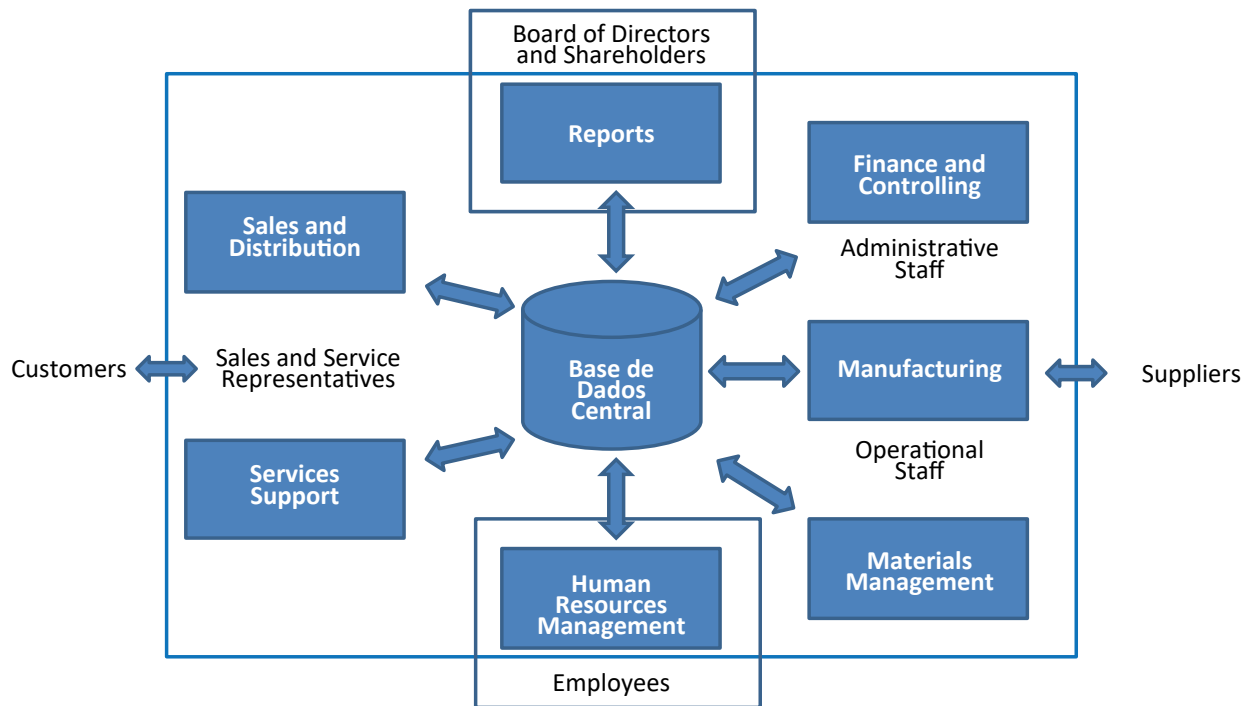 Board of Directors
and Shareholders
Reports
Finance and
Controlling
Sales and
Distribution
Administrative
Staff
Customers
Sales and Service
Representatives
Base de
Dados
Central
Manufacturing
Suppliers
Services
Support
Operational
Staff
Human
Resources
Management
Materials
Management
Employees